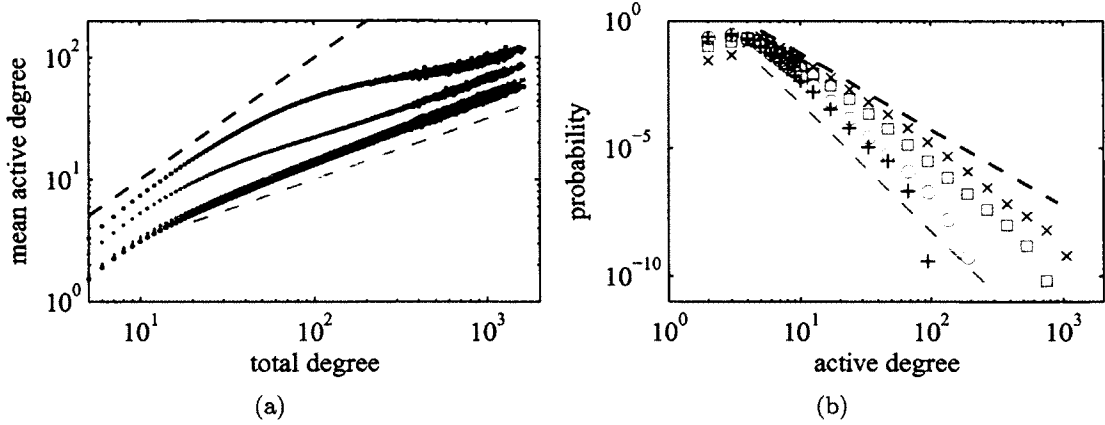 10^2
10^1
10^0
mean active degree
10^1
10^2
10^3
total degree
(a)
10^0
10^-5
10^-10
probability
10^0
10^1
10^2
10^3
active degree
(b)